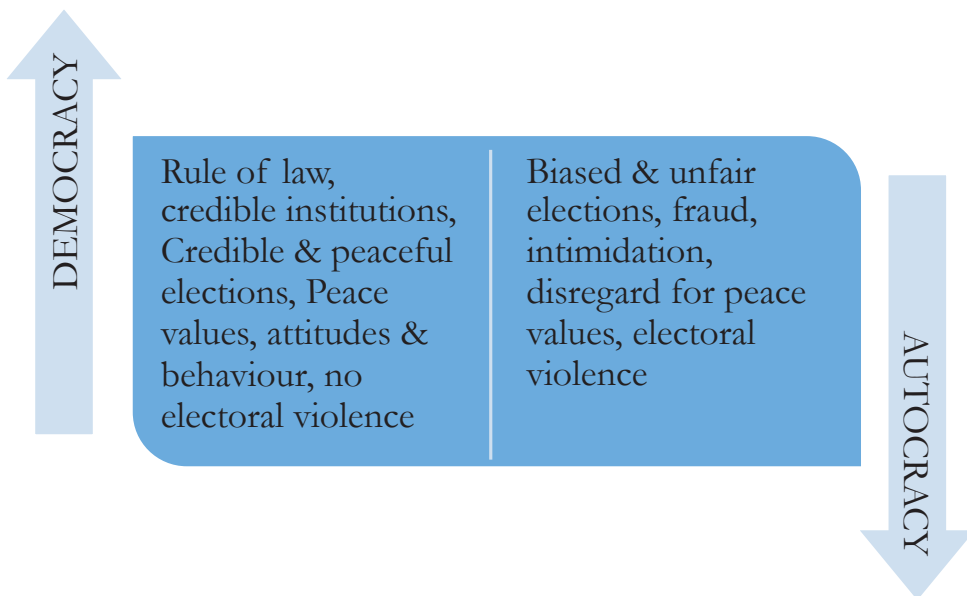 DEMOCRACY
Rule of law,
credible institutions,
Credible & peaceful
elections, Peace
values, attitudes &
behaviour, no
electoral violence
Biased & unfair
elections, fraud,
intimidation,
disregard for peace
values, electoral
violence
AUTOCRACY